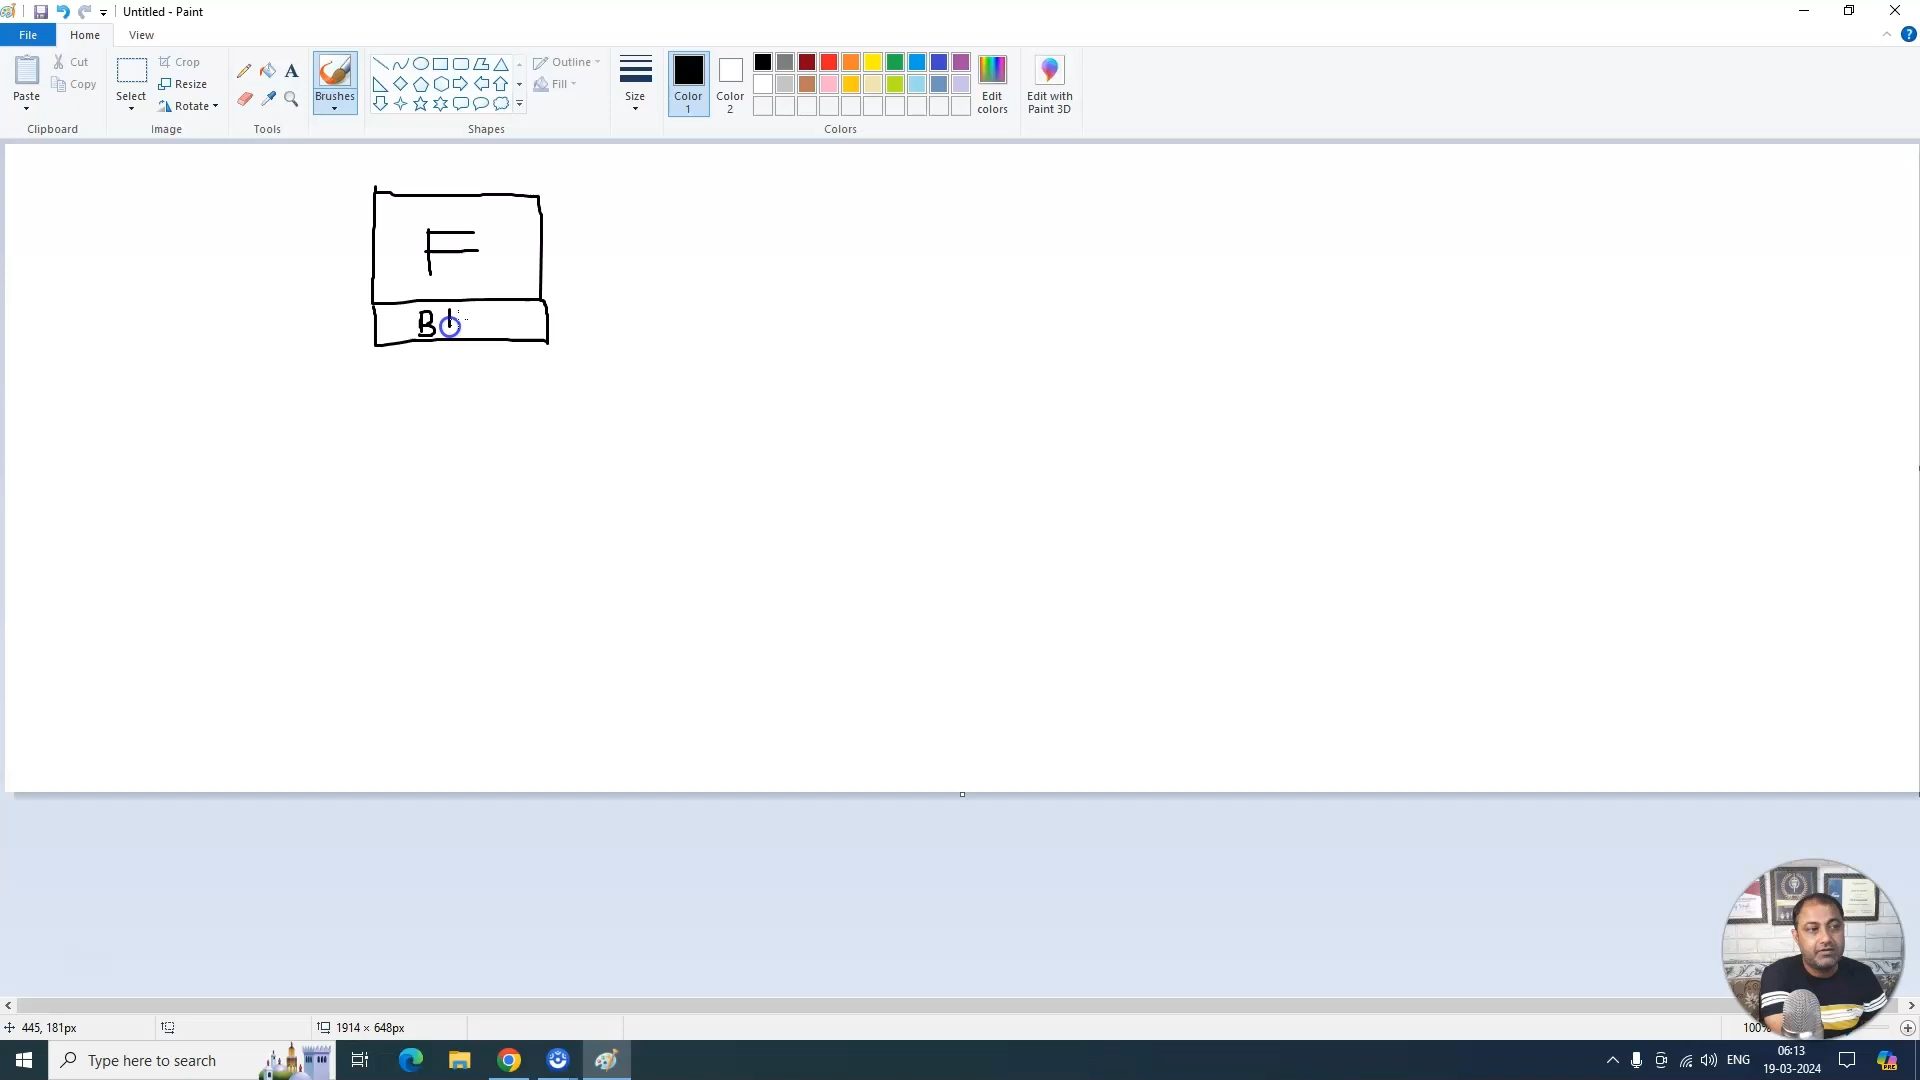 Untitled - Paint
File
Home
View
Paste
Cut
Copy
Clipboard
Select
Crop
Resize
Rotate
Image
Tools
Brushes
Outline
Fill
Shapes
Size
Color
1
Color
2
Colors
Edit
colors
Edit with
Paint 3D
F
B
445, 181px
1914 × 648px
100%
Type here to search
ENG
06:13
19-03-2024